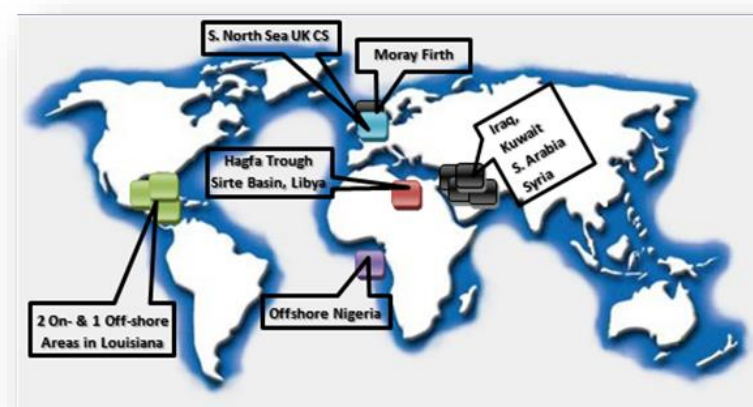 S. North Sea UK CS
Moray Firth
Iraq,
Kuwait
S. Arabia
Syria
Hagfa Trough
Sirte Basin, Libya
2 On- & 1 Off-shore
Areas in Louisiana
Offshore Nigeria